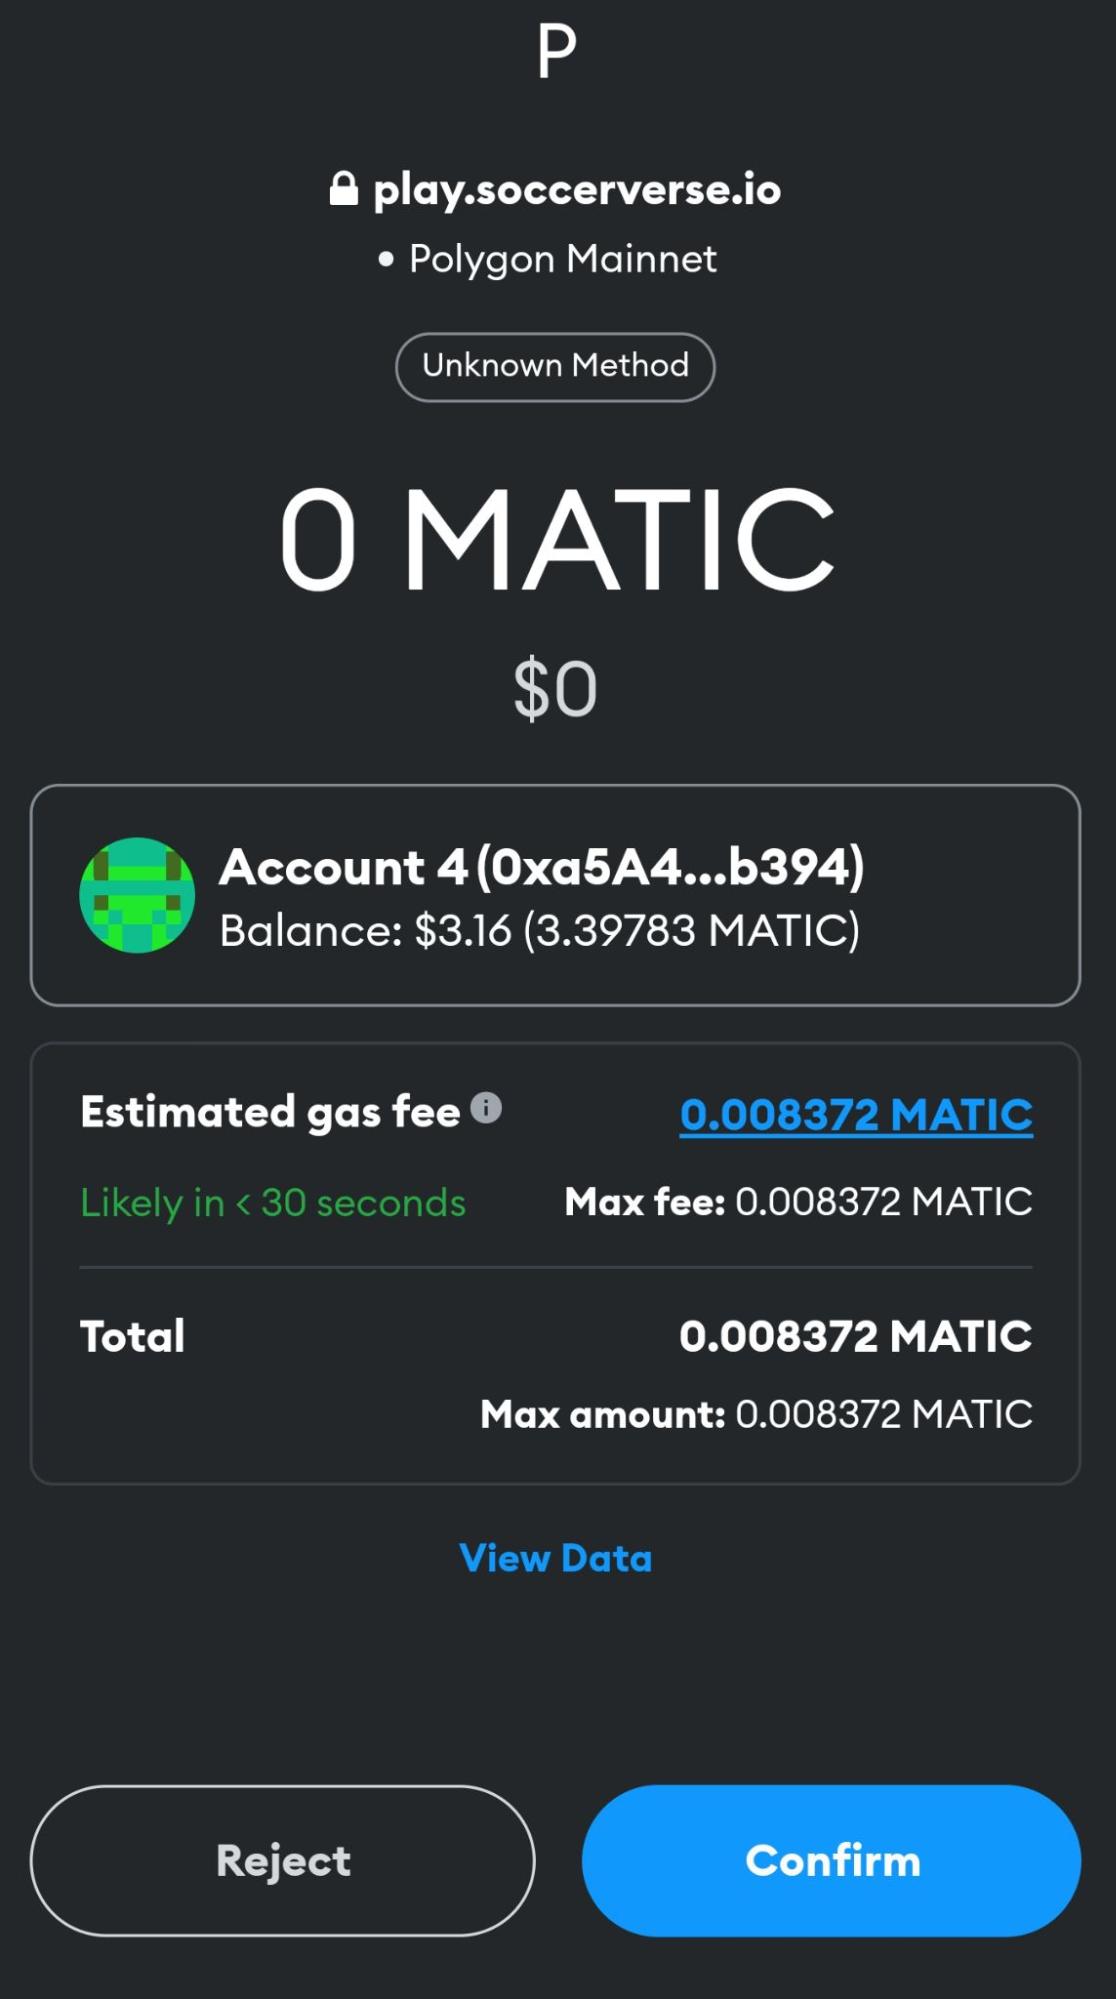 P
play.soccerverse.io
• Polygon Mainnet
Unknown Method
0 MATIC
$0
Account 4 (0xa5A4...b394)
Balance: $3.16 (3.39783 MATIC)
Estimated gas fee 0.008372 MATIC
Likely in < 30 seconds Max fee: 0.008372 MATIC
Total 0.008372 MATIC
Max amount: 0.008372 MATIC
View Data
Reject Confirm